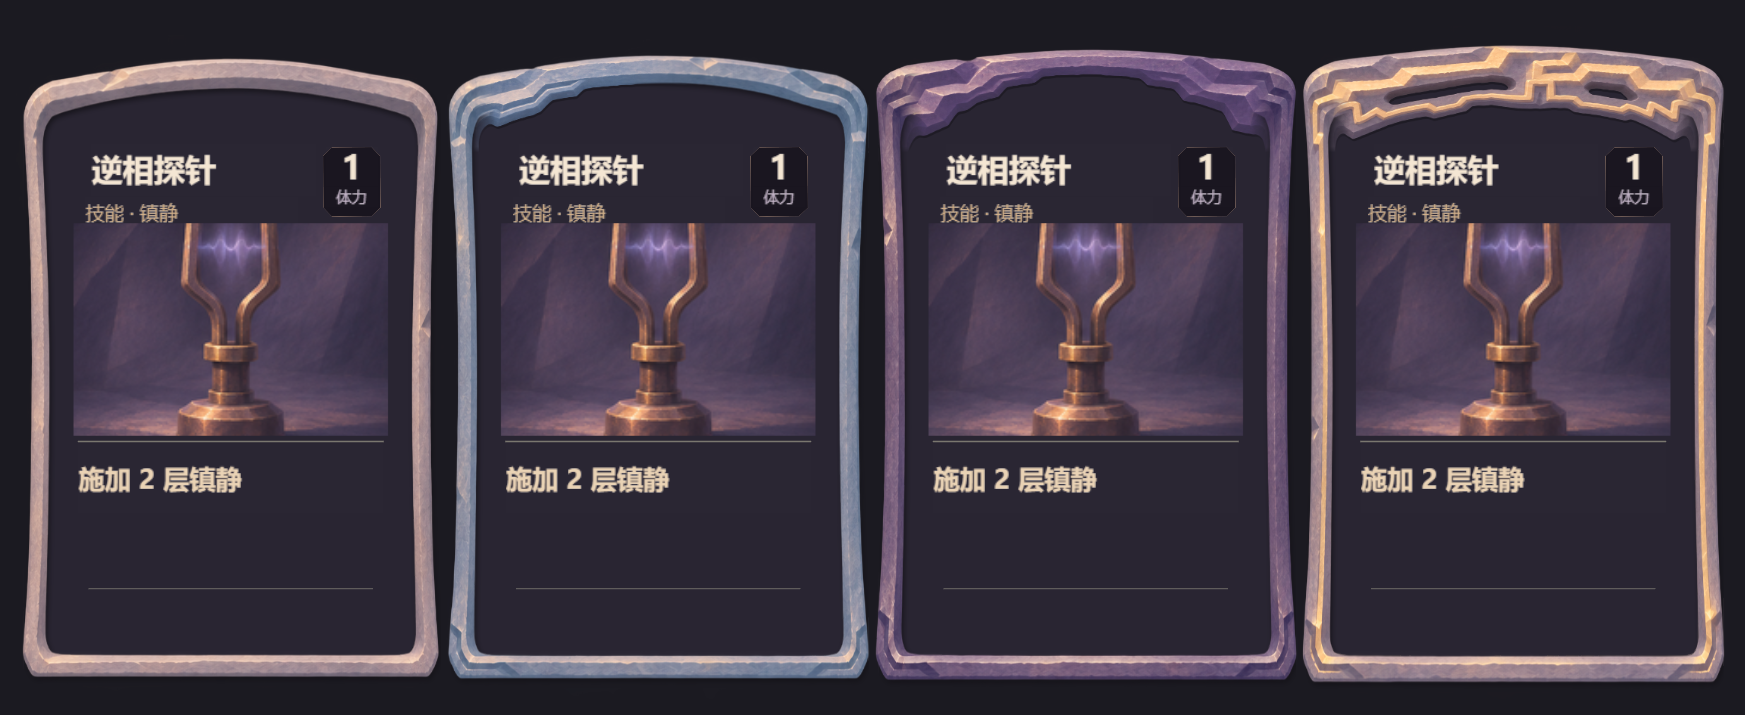 逆相探针
1
体力
技能 · 镇静
施加 2 层镇静
逆相探针
1
体力
技能 · 镇静
施加 2 层镇静
逆相探针
1
体力
技能 · 镇静
施加 2 层镇静
逆相探针
1
体力
技能 · 镇静
施加 2 层镇静